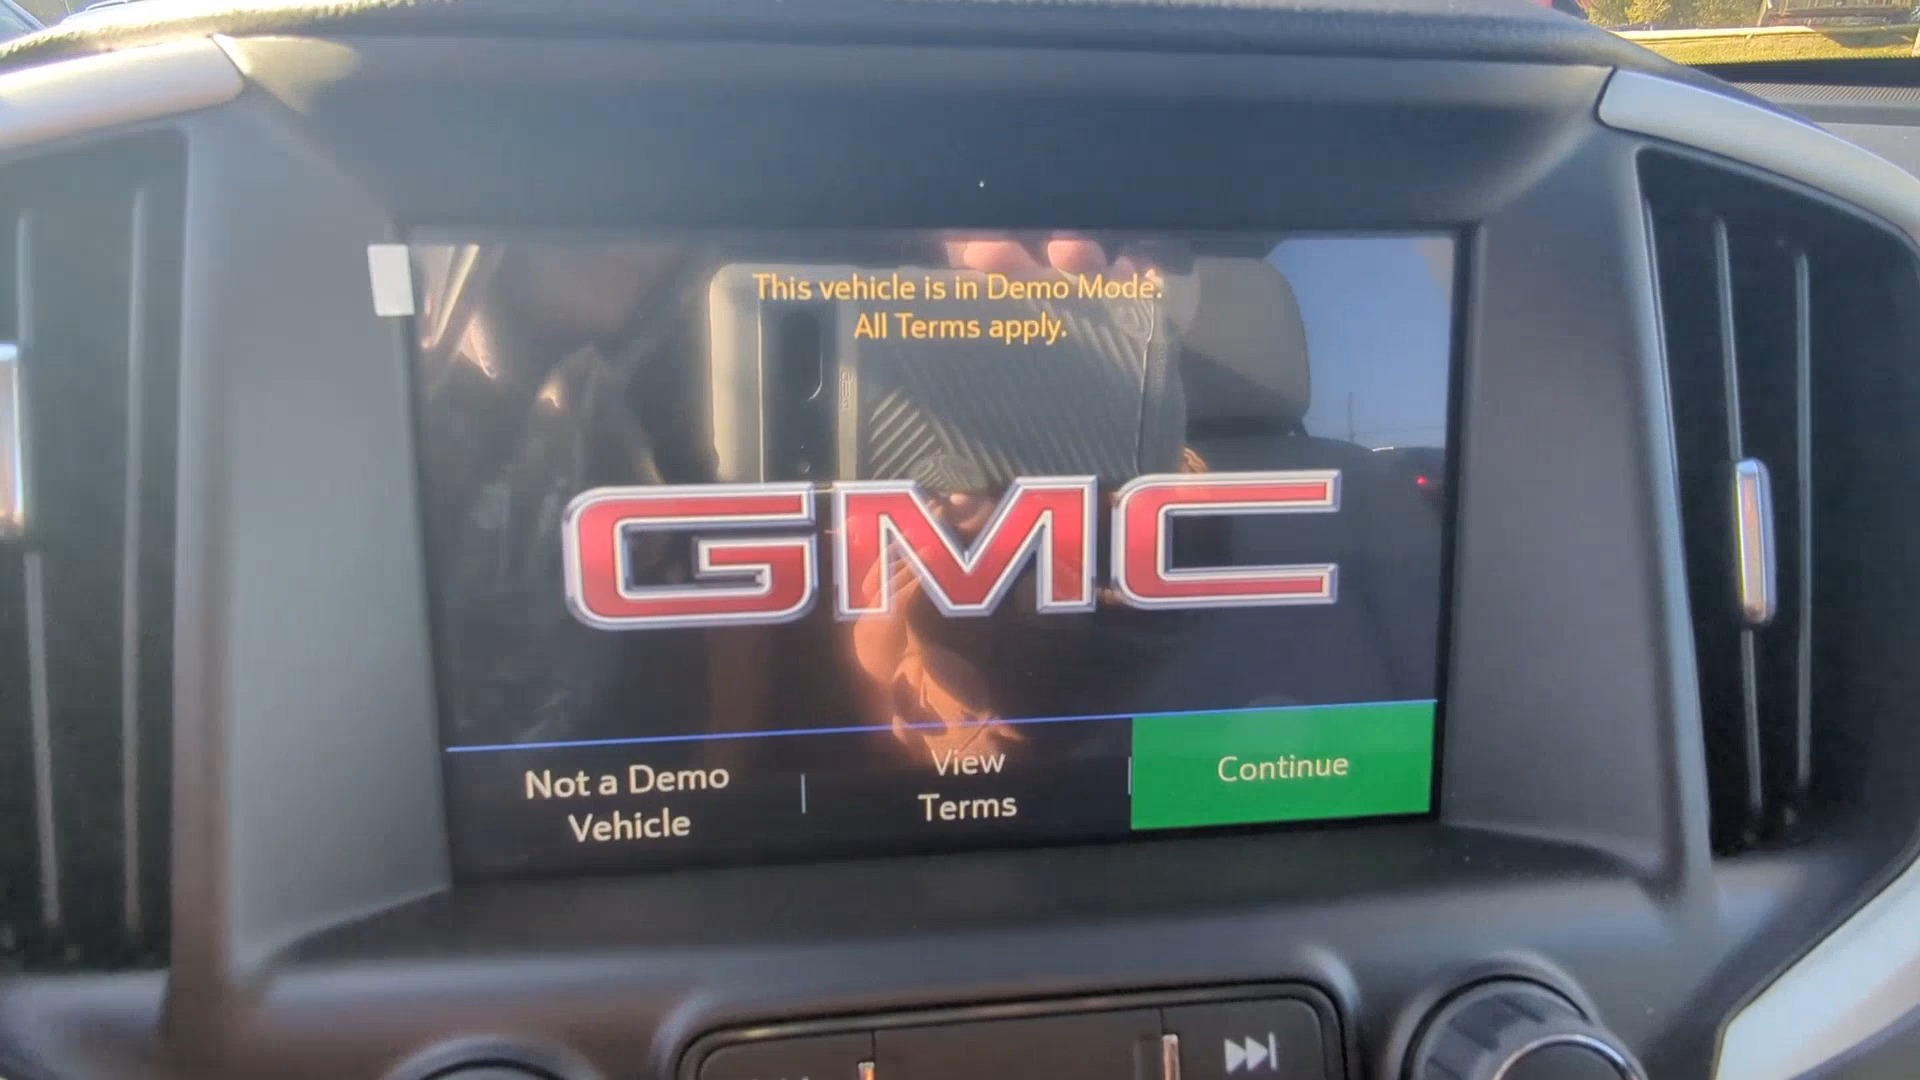 This vehicle is in Demo Mode.
All Terms apply.
GMC
Not a Demo
Vehicle
View
Terms
Continue